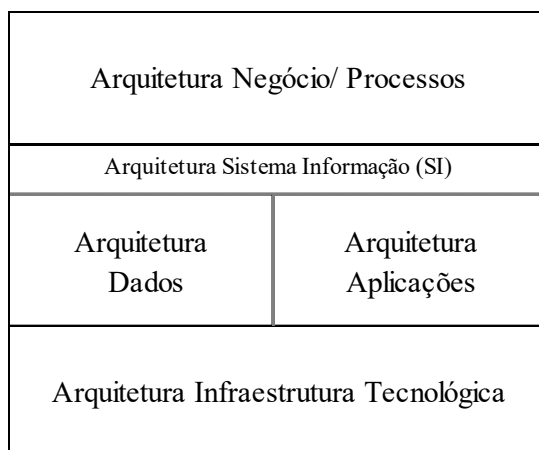 Arquitetura Negócio/ Processos
Arquitetura Sistema Informação (SI)
Arquitetura
Dados
Arquitetura
Aplicações
Arquitetura Infraestrutura Tecnológica